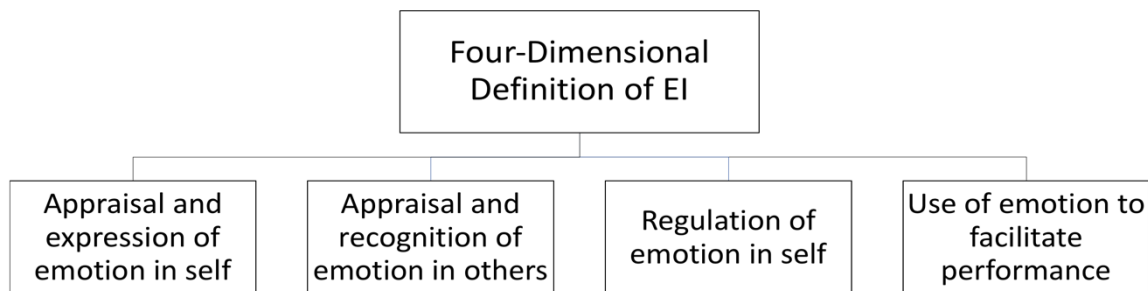 Four-Dimensional
Definition of EI
Appraisal and
expression of
emotion in self
Appraisal and
recognition of
emotion in others
Regulation of
emotion in self
Use of emotion to
facilitate
performance